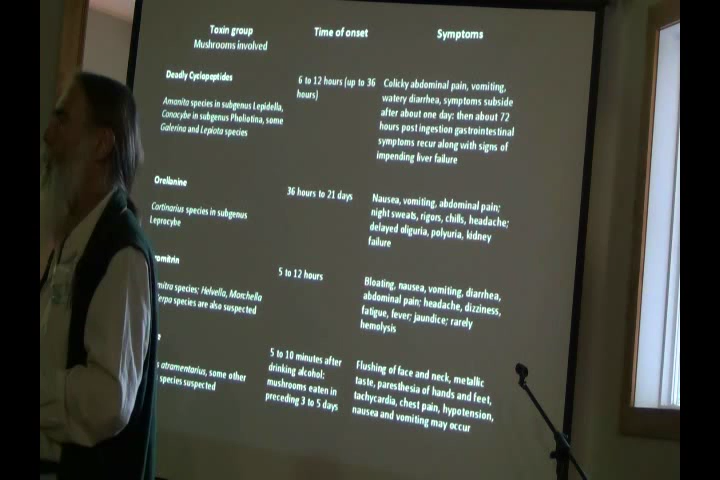 Toxin group
Mushrooms involved
Time of onset
Symptoms
Deadly Cyclopeptides
Amanita species in subgenus Lepidella,
Conocybe in subgenus Pholiotina, some
Galerina and Lepiota species
6 to 12 hours (up to 36
hours)
Colicky abdominal pain, vomiting,
watery diarrhea, symptoms subside
after about one day: then about 72
hours post ingestion gastrointestinal
symptoms recur along with signs of
impending liver failure
Orellanine
Cortinarius species in subgenus
Leprocybe
36 hours to 21 days
Nausea, vomiting, abdominal pain;
night sweats, rigors, chills, headache;
delayed oliguria, polyuria, kidney
failure
omitrin
mitra species; Helvella, Morchella
Verpa species are also suspected
5 to 12 hours
Bloating, nausea, vomiting, diarrhea,
abdominal pain; headache, dizziness,
fatigue, fever; jaundice; rarely
hemolysis
s atramentarius, some other
species suspected
5 to 10 minutes after
drinking alcohol;
mushrooms eaten in
preceding 3 to 5 days
Flushing of face and neck, metallic
taste, paresthesia of hands and feet,
tachycardia, chest pain, hypotension,
nausea and vomiting may occur